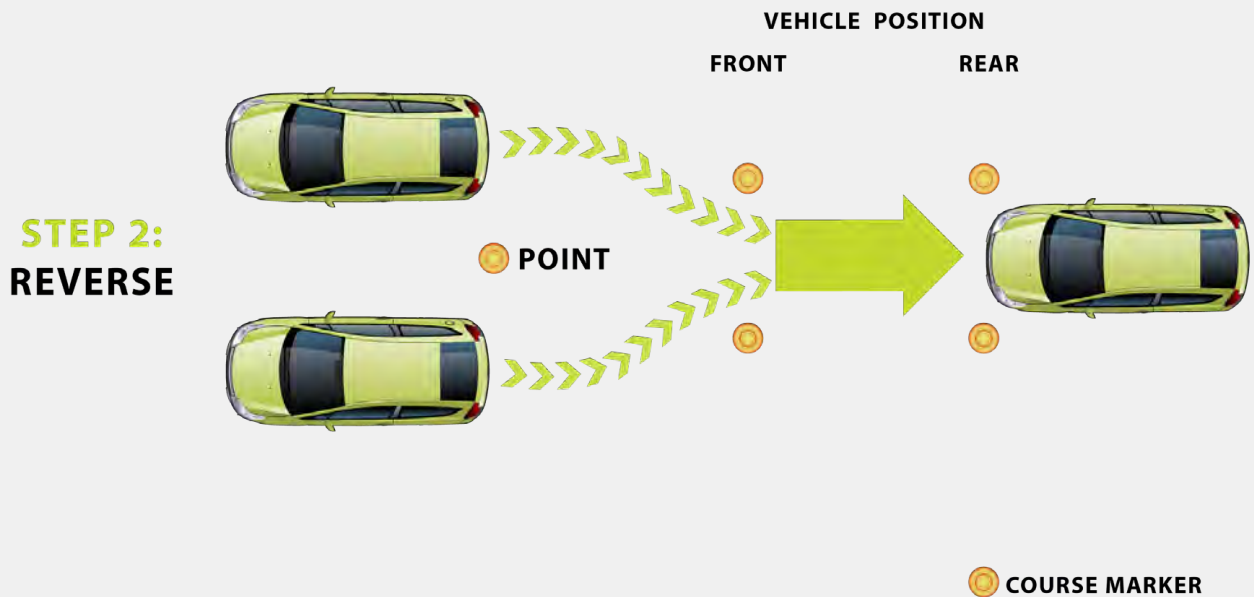 VEHICLE POSITION
FRONT REAR
STEP 2:
REVERSE
POINT
COURSE MARKER